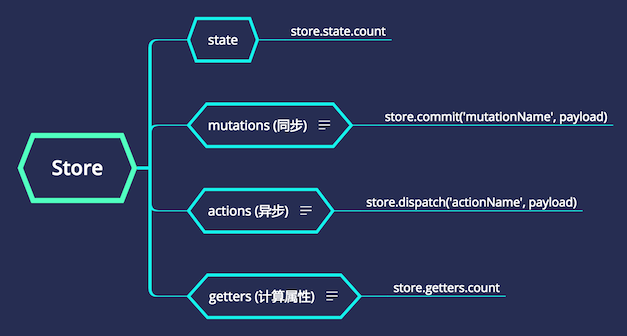 state
store.state.count
mutations (同步)
store.commit('mutationName', payload)
Store
actions (异步)
store.dispatch('actionName', payload)
getters (计算属性)
store.getters.count